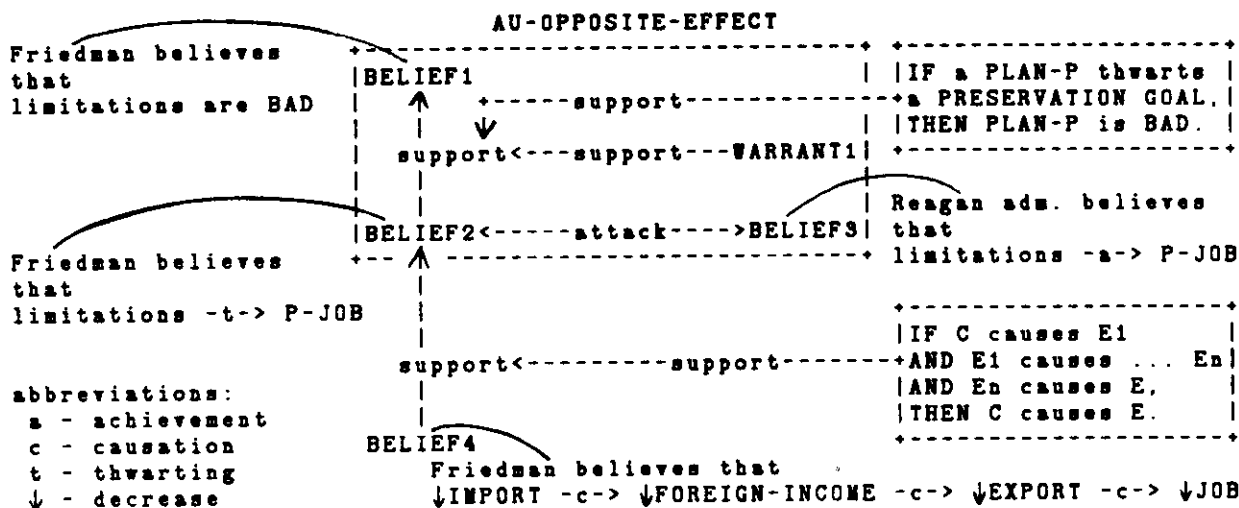 AU-OPPOSITE-EFFECT
Friedman believes
that
limitations are BAD
BELIEF1
support
IF a PLAN-P thwarts
a PRESERVATION GOAL,
THEN PLAN-P is BAD.
support<---support---WARRANT1
BELIEF2<-----attack---->BELIEF3
Reagan adm. believes
that
limitations -a-> P-JOB
Friedman believes
that
limitations -t-> P-JOB
support<--------support-------
IF C causes E1
AND E1 causes ... En
AND En causes E,
THEN C causes E.
abbreviations:
a - achievement
c - causation
t - thwarting
↓ - decrease
BELIEF4
Friedman believes that
↓IMPORT -c-> ↓FOREIGN-INCOME -c-> ↓EXPORT -c-> ↓JOB